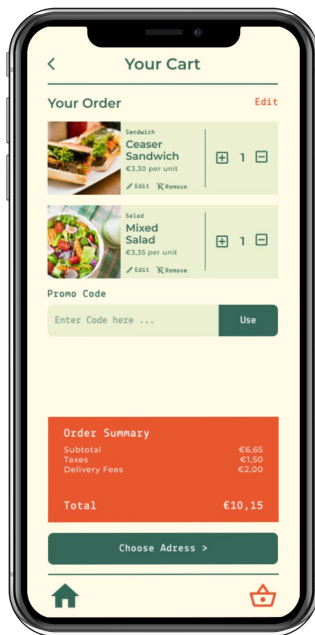 Your Cart
Your Order
Edit
Sandwich
Ceaser
Sandwich
€3,30 per unit
Edit Remove
1
Salad
Mixed
Salad
€3,35 per unit
Edit Remove
1
Promo Code
Enter Code here ...
Use
Order Summary
Subtotal €6,65
Taxes €1,50
Delivery Fees €2,00
Total €10,15
Choose Adress >